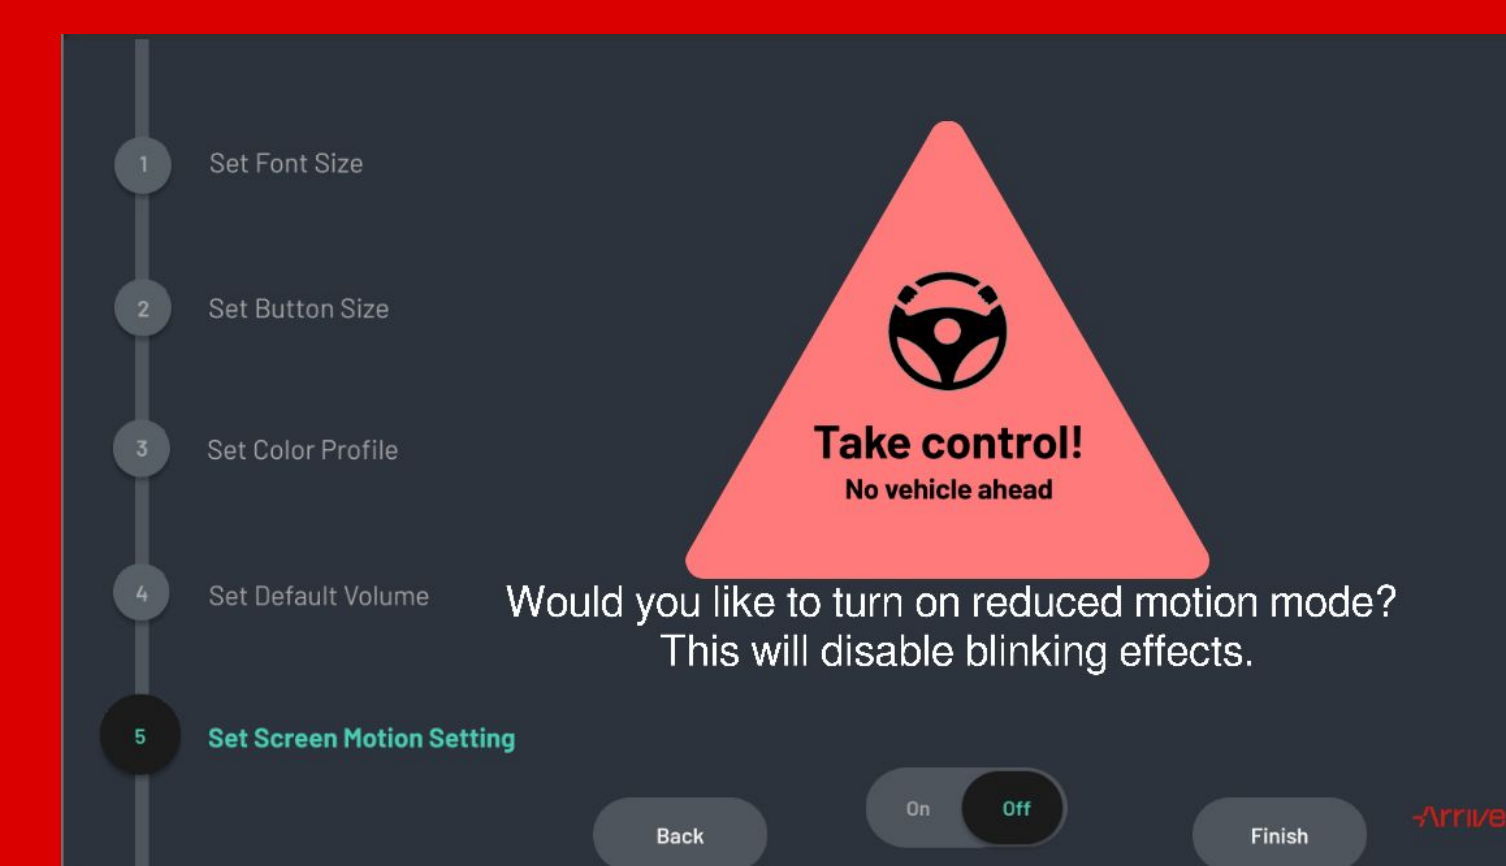 1 Set Font Size
2 Set Button Size
3 Set Color Profile
4 Set Default Volume
5 Set Screen Motion Setting
Take control!
No vehicle ahead
Would you like to turn on reduced motion mode?
This will disable blinking effects.
On Off
Back
Finish
Arrive